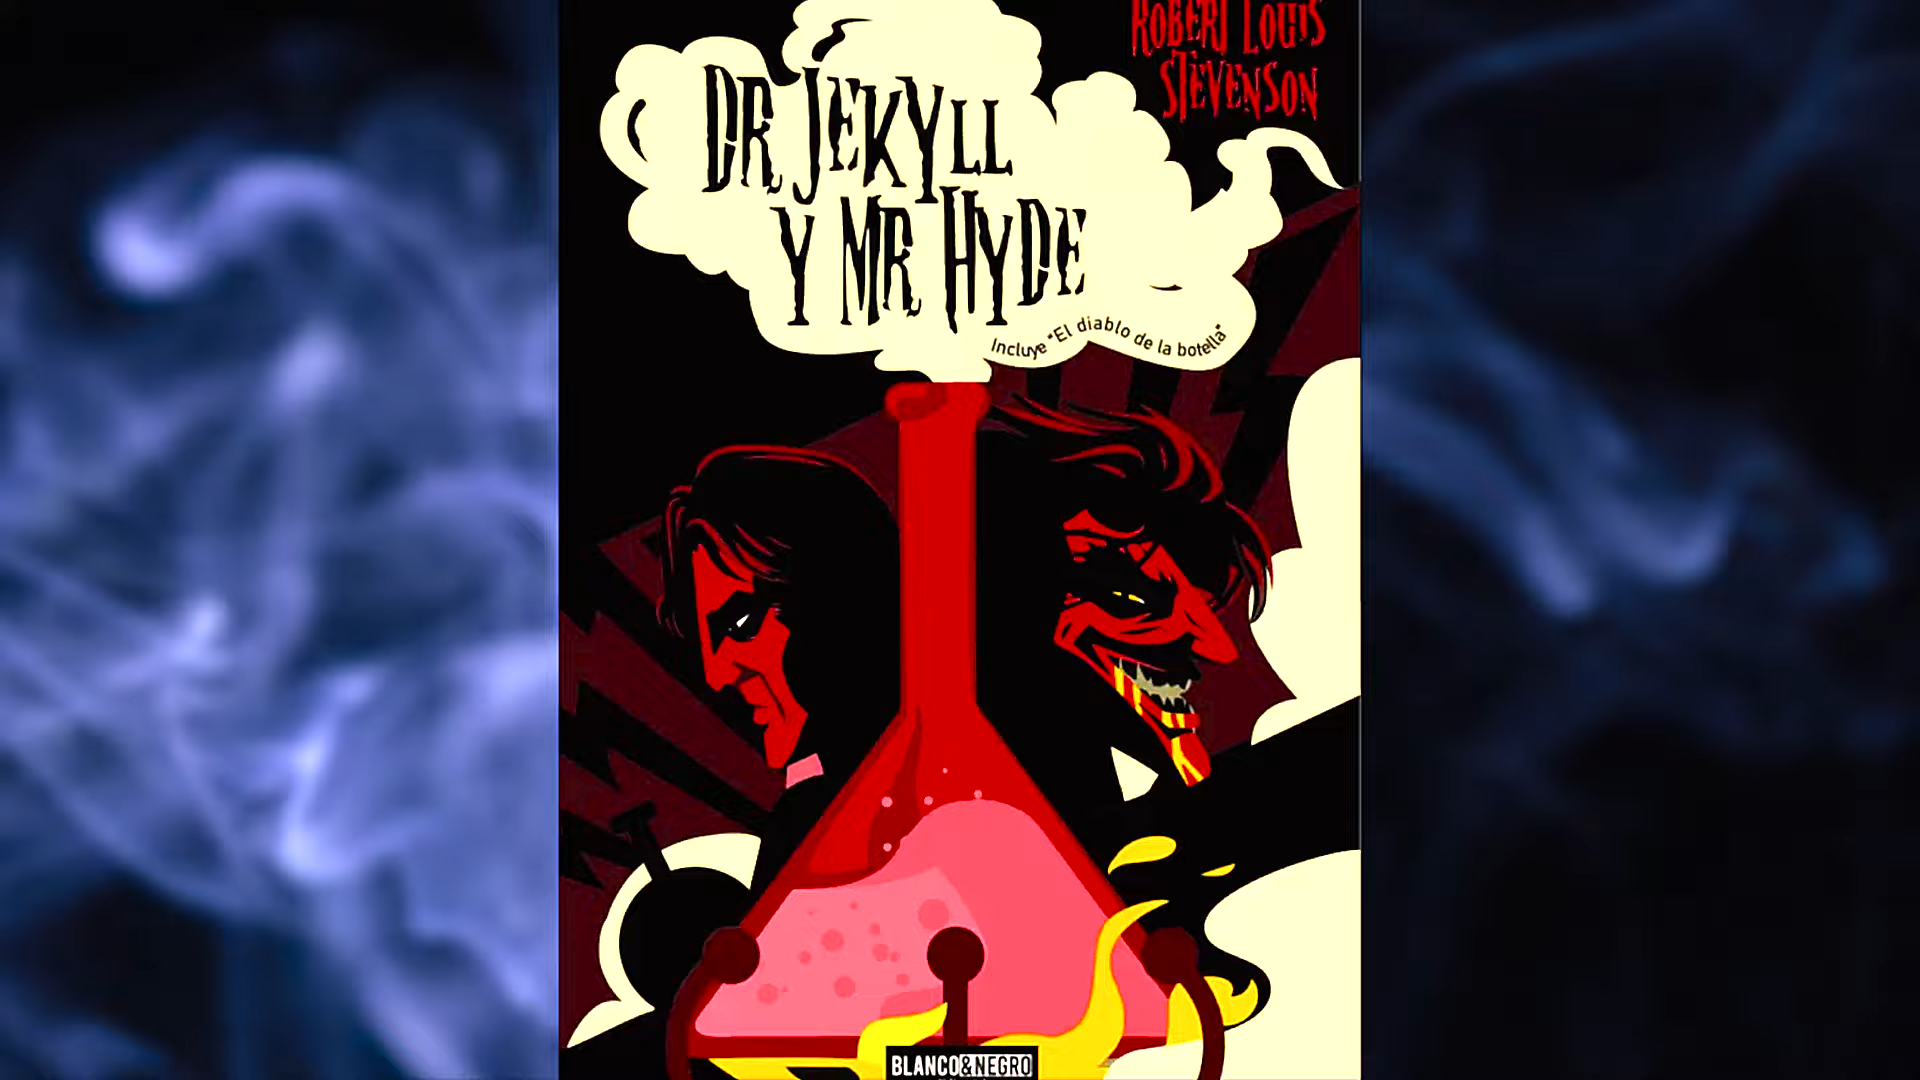 ROBERT LOUIS
STEVENSON
DR JEKYLL
Y MR HYDE
Incluye "El diablo de la botella"
BLANCO&NEGRO